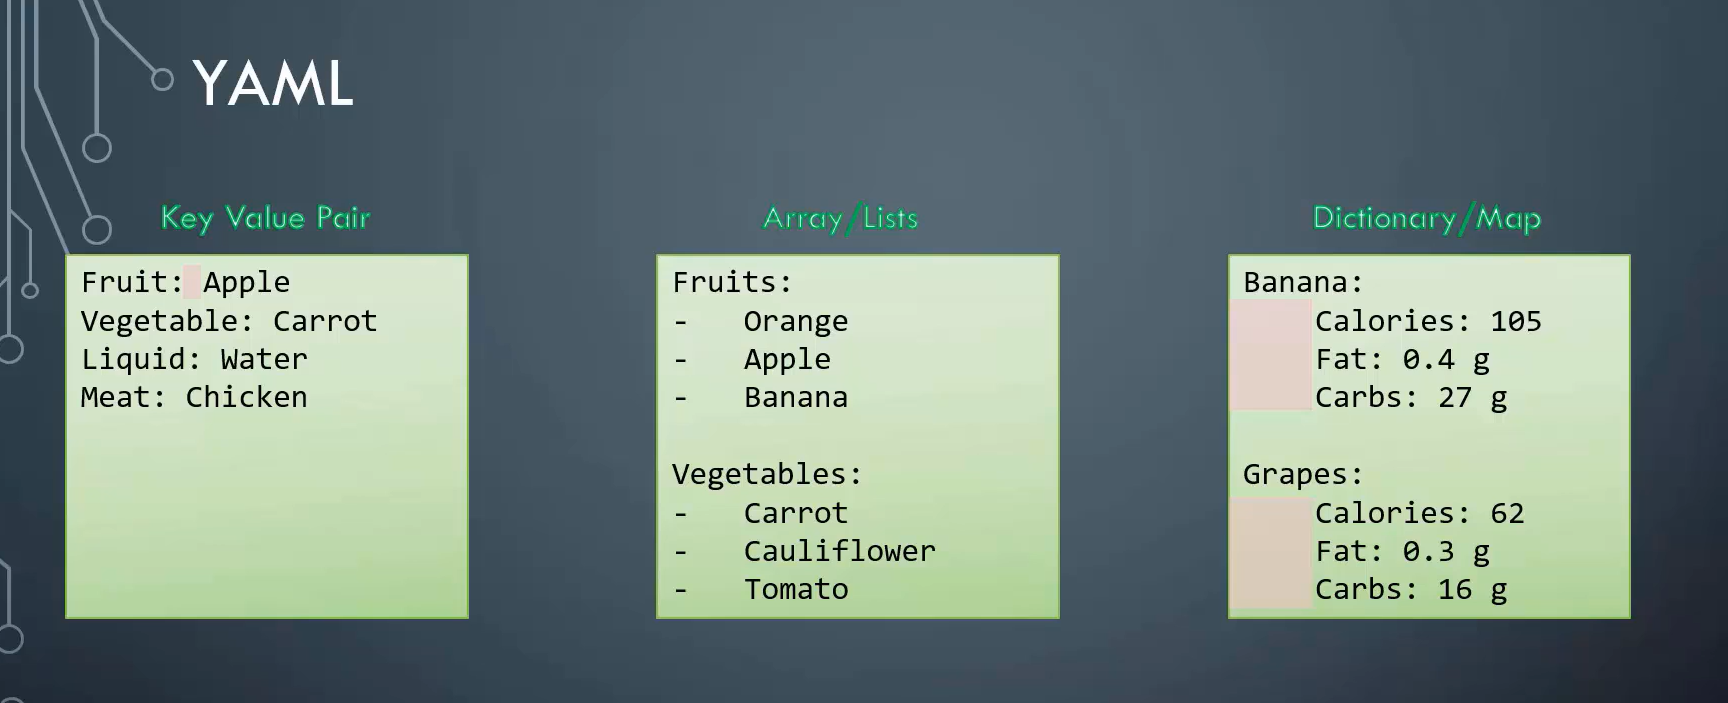 YAML
Key Value Pair
Fruit: Apple
Vegetable: Carrot
Liquid: Water
Meat: Chicken
Array/Lists
Fruits:
- Orange
- Apple
- Banana
Vegetables:
- Carrot
- Cauliflower
- Tomato
Dictionary/Map
Banana:
Calories: 105
Fat: 0.4 g
Carbs: 27 g
Grapes:
Calories: 62
Fat: 0.3 g
Carbs: 16 g